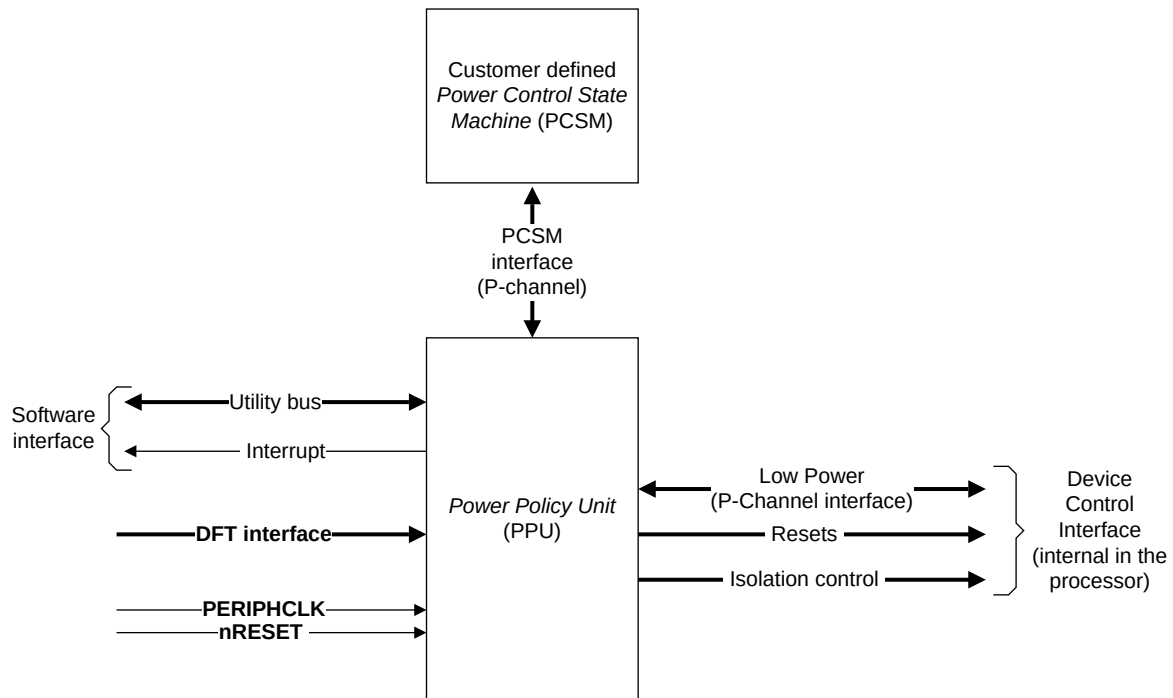 Customer defined
Power Control State
Machine (PCSM)
PCSM
interface
(P-channel)
Software
interface
Utility bus
Interrupt
DFT interface
PERIPHCLK
nRESET
Power Policy Unit
(PPU)
Low Power
(P-Channel interface)
Resets
Isolation control
Device
Control
Interface
(internal in the
processor)